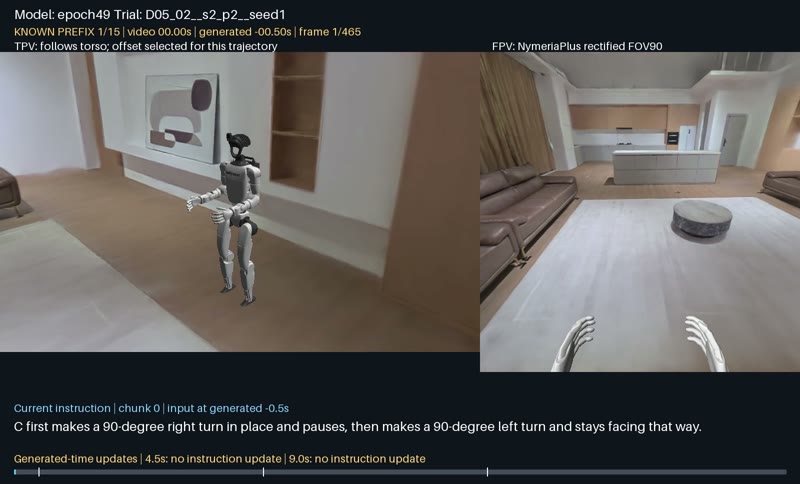 Model: epoch49 Trial: D05_02__s2_p2__seed1
KNOWN PREFIX 1/15 | video 00.00s | generated -00.50s | frame 1/465
TPV: follows torso; offset selected for this trajectory
FPV: NymeriaPlus rectified FOV90
Current instruction | chunk 0 | input at generated -0.5s
C first makes a 90-degree right turn in place and pauses, then makes a 90-degree left turn and stays facing that way.
Generated-time updates | 4.5s: no instruction update | 9.0s: no instruction update